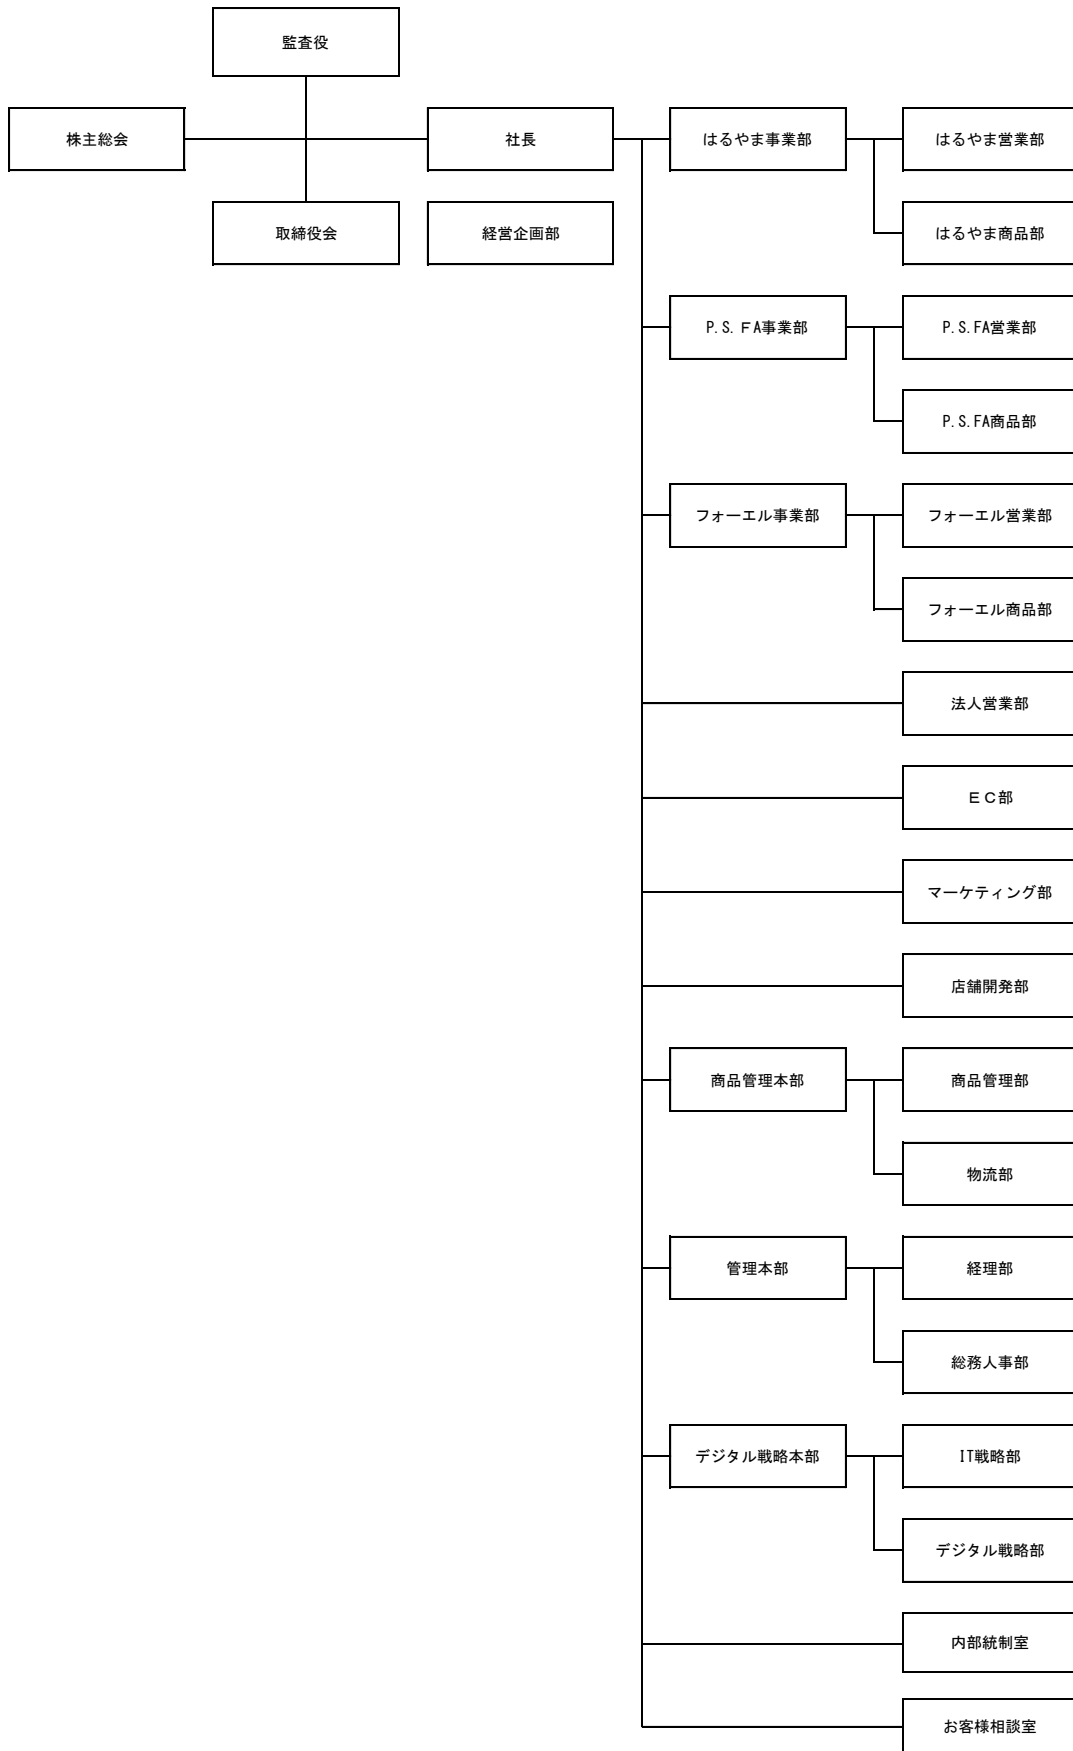 監査役
株主総会
社長
はるやま事業部
はるやま営業部
取締役会
経営企画部
はるやま商品部
P.S.FA事業部
P.S.FA営業部
P.S.FA商品部
フォーエル事業部
フォーエル営業部
フォーエル商品部
法人営業部
ＥＣ部
マーケティング部
店舗開発部
商品管理本部
商品管理部
物流部
管理本部
経理部
総務人事部
デジタル戦略本部
IT戦略部
デジタル戦略部
内部統制室
お客様相談室